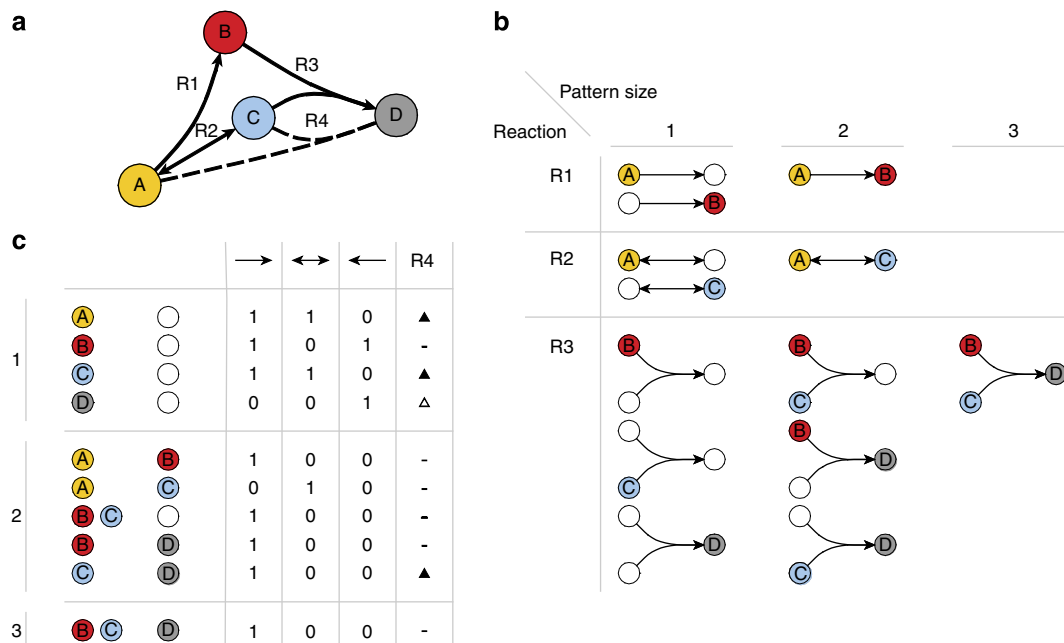 a
B
R1
R3
C
R2
R4
D
A
b
Pattern size
Reaction
1 2 3
R1
A
B
A B
R2
A
C
A C
R3
B B B
D
C C
B
D
C
D D
C
c
R4
1
A 1 1 0 ▲
B 1 0 1 -
C 1 1 0 ▲
D 0 0 1 △
2
A B 1 0 0 -
A C 0 1 0 -
B C 1 0 0 -
B D 1 0 0 -
C D 1 0 0 ▲
3 B C D 1 0 0 -